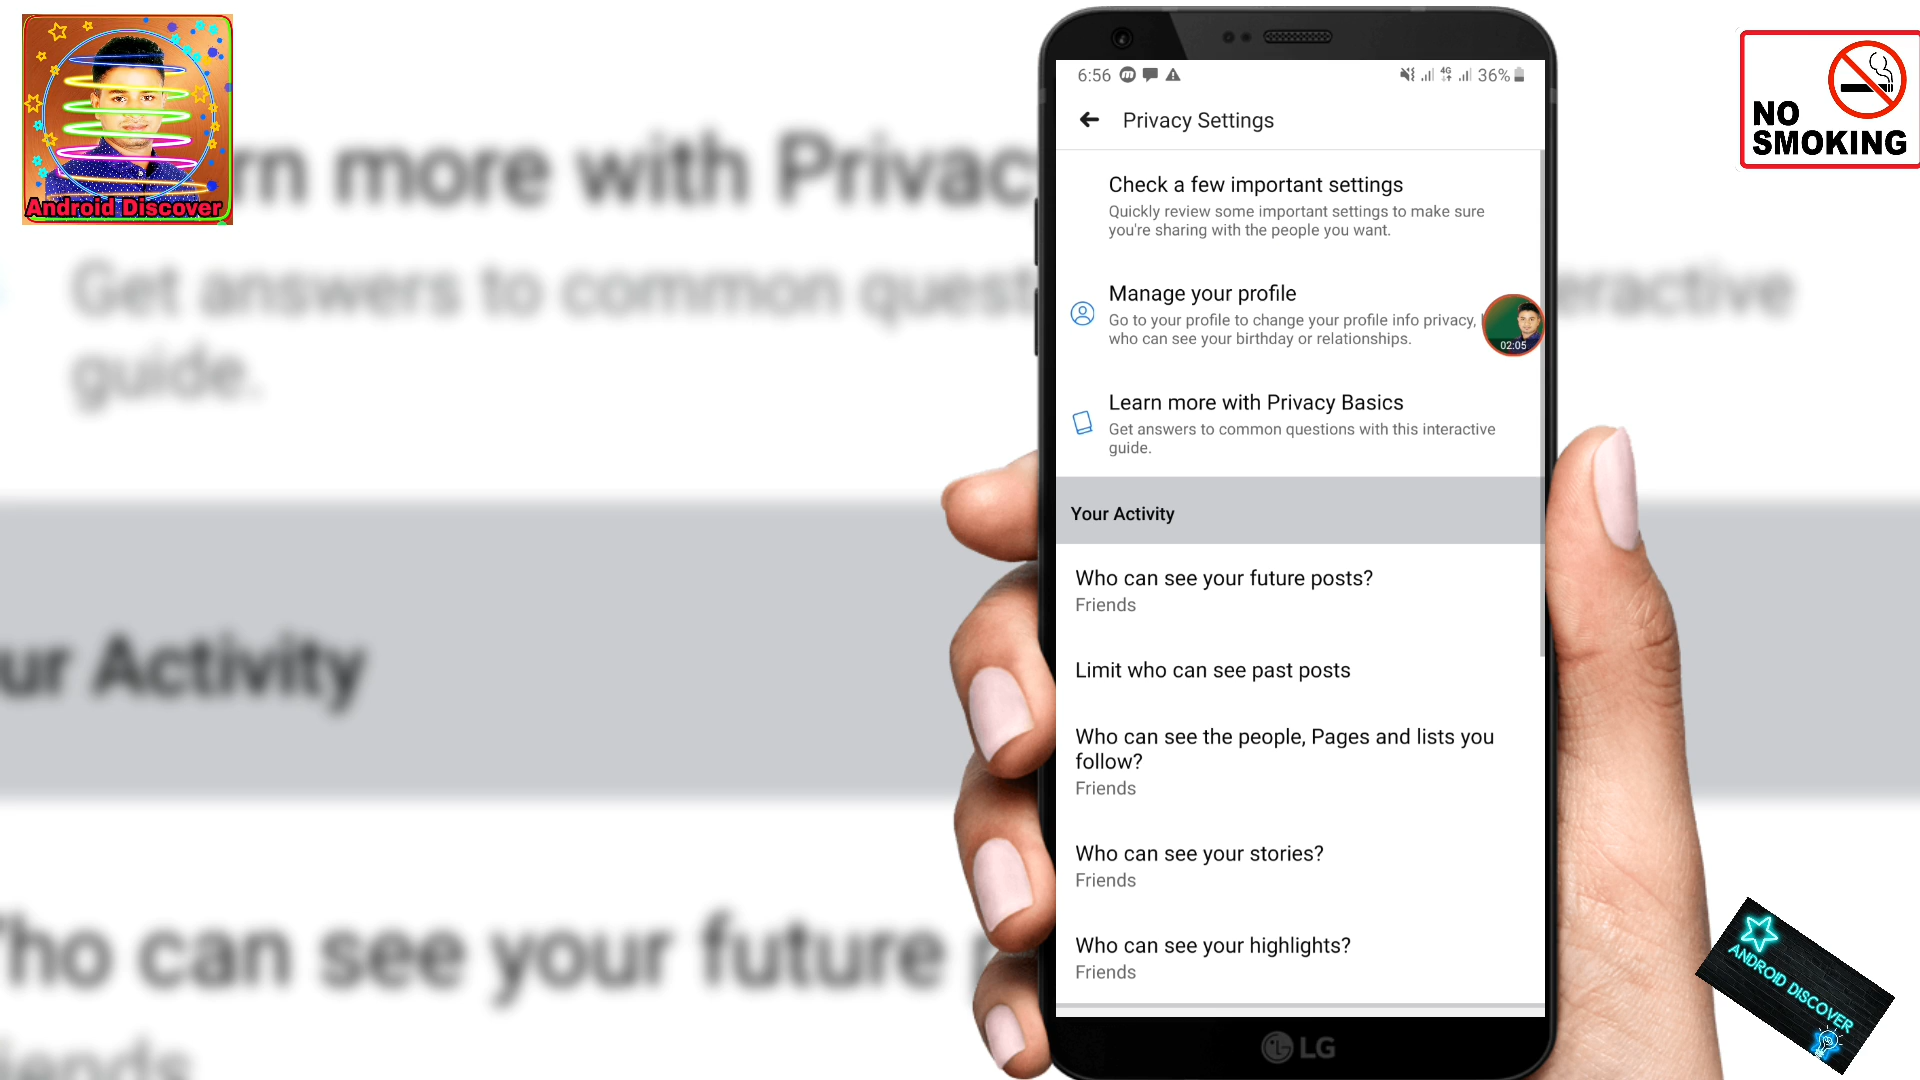 Android Discover
NO
SMOKING
6:56
4G
36%
Privacy Settings
Check a few important settings
Quickly review some important settings to make sure
you're sharing with the people you want.
Manage your profile
Go to your profile to change your profile info privacy,
who can see your birthday or relationships.
02:05
Learn more with Privacy Basics
Get answers to common questions with this interactive
guide.
Your Activity
Who can see your future posts?
Friends
Limit who can see past posts
Who can see the people, Pages and lists you
follow?
Friends
Who can see your stories?
Friends
Who can see your highlights?
Friends
LG
ANDROID DISCOVER
rn more with Privac
Get answers to common quest
eractive
guide.
ur Activity
ho can see your future
iends